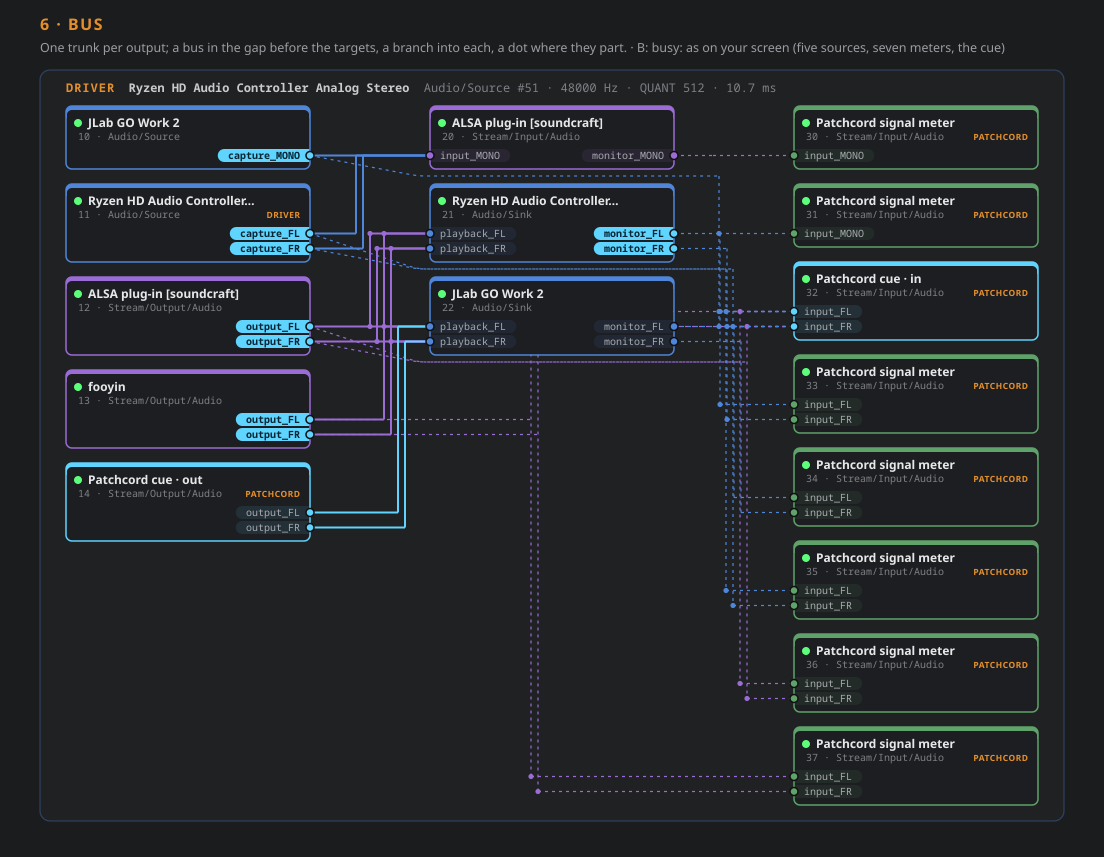 6 · BUS
One trunk per output; a bus in the gap before the targets, a branch into each, a dot where they part. · B: busy: as on your screen (five sources, seven meters, the cue)
DRIVER Ryzen HD Audio Controller Analog Stereo Audio/Source #51 · 48000 Hz · QUANT 512 · 10.7 ms
JLab GO Work 2
10 · Audio/Source
capture_MONO
Ryzen HD Audio Controller…
11 · Audio/Source DRIVER
capture_FL
capture_FR
ALSA plug-in [soundcraft]
12 · Stream/Output/Audio
output_FL
output_FR
fooyin
13 · Stream/Output/Audio
output_FL
output_FR
Patchcord cue · out
14 · Stream/Output/Audio PATCHCORD
output_FL
output_FR
ALSA plug-in [soundcraft]
20 · Stream/Input/Audio
input_MONO monitor_MONO
Ryzen HD Audio Controller…
21 · Audio/Sink
playback_FL monitor_FL
playback_FR monitor_FR
JLab GO Work 2
22 · Audio/Sink
playback_FL monitor_FL
playback_FR monitor_FR
Patchcord signal meter
30 · Stream/Input/Audio PATCHCORD
input_MONO
Patchcord signal meter
31 · Stream/Input/Audio PATCHCORD
input_MONO
Patchcord cue · in
32 · Stream/Input/Audio PATCHCORD
input_FL
input_FR
Patchcord signal meter
33 · Stream/Input/Audio PATCHCORD
input_FL
input_FR
Patchcord signal meter
34 · Stream/Input/Audio PATCHCORD
input_FL
input_FR
Patchcord signal meter
35 · Stream/Input/Audio PATCHCORD
input_FL
input_FR
Patchcord signal meter
36 · Stream/Input/Audio PATCHCORD
input_FL
input_FR
Patchcord signal meter
37 · Stream/Input/Audio PATCHCORD
input_FL
input_FR